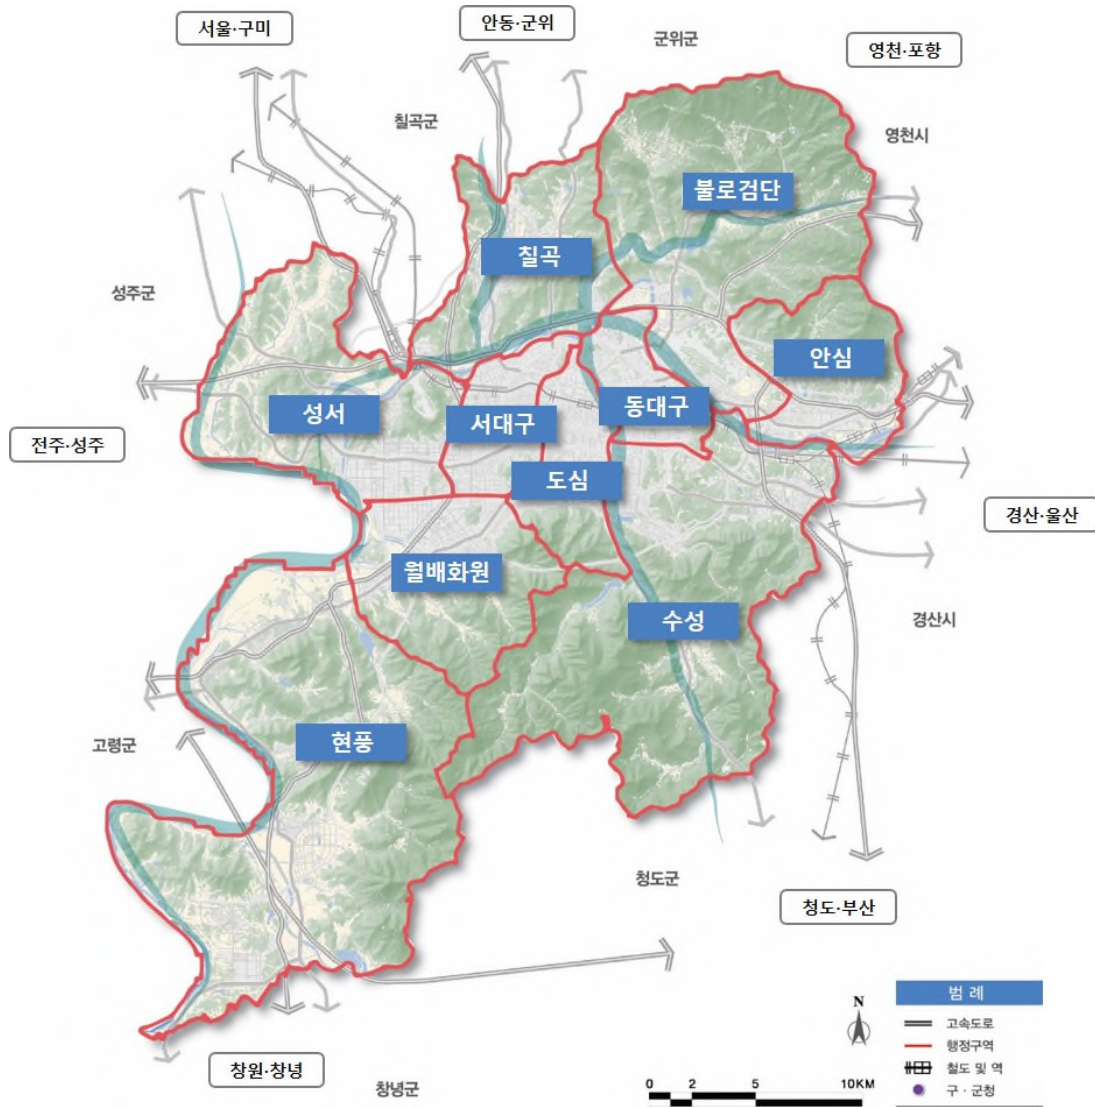 서울·구미
안동·군위
군위군
영천·포항
칠곡군
영천시
불로검단
칠곡
성주군
안심
성서
서대구
동대구
전주·성주
도심
경산·울산
월배화원
수성
경산시
현풍
고령군
청도군
청도·부산
창원·창녕
창녕군
N
0 2 5 10KM
범 례
고속도로
행정구역
철도 및 역
구·군청